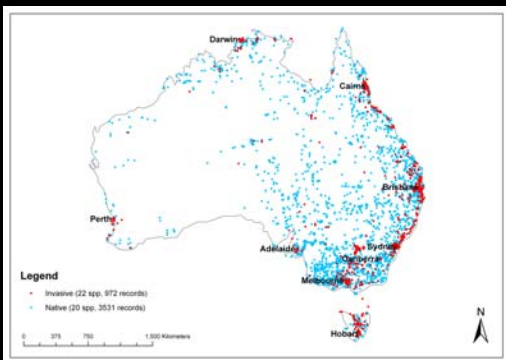 Darwin
Cairns
Brisbane
Perth
Adelaide
Sydney
Canberra
Melbourne
Hobart
Legend
Invasive (22 spp, 972 records)
Native (20 spp, 3531 records)
0 375 750 1,500 Kilometers
N